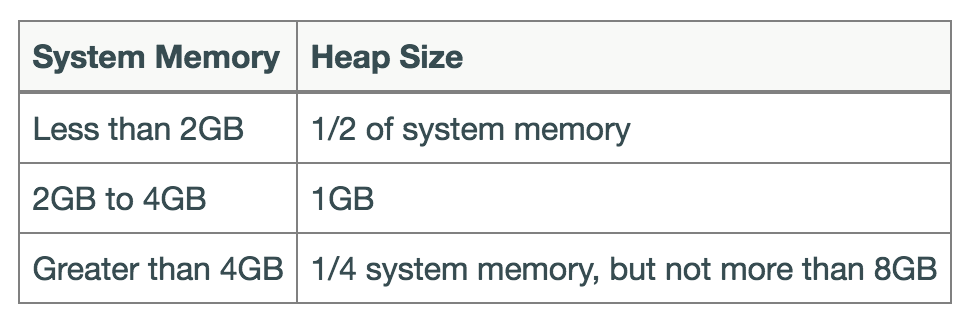 System Memory Heap Size
Less than 2GB 1/2 of system memory
2GB to 4GB 1GB
Greater than 4GB 1/4 system memory, but not more than 8GB